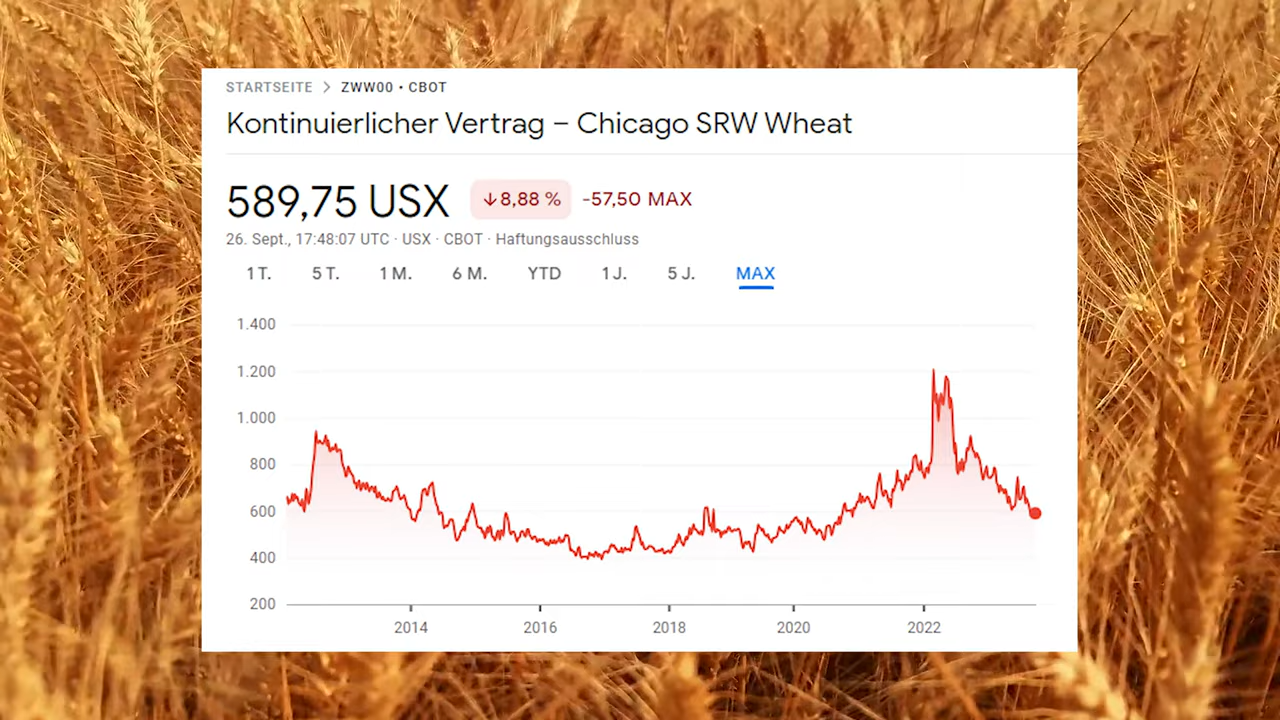 STARTSEITE > ZWW00 • CBOT
Kontinuierlicher Vertrag – Chicago SRW Wheat
589,75 USX ↓8,88 % -57,50 MAX
26. Sept., 17:48:07 UTC · USX · CBOT · Haftungsausschluss
1 T. 5 T. 1 M. 6 M. YTD 1 J. 5 J. MAX
1.400
1.200
1.000
800
600
400
200
2014 2016 2018 2020 2022